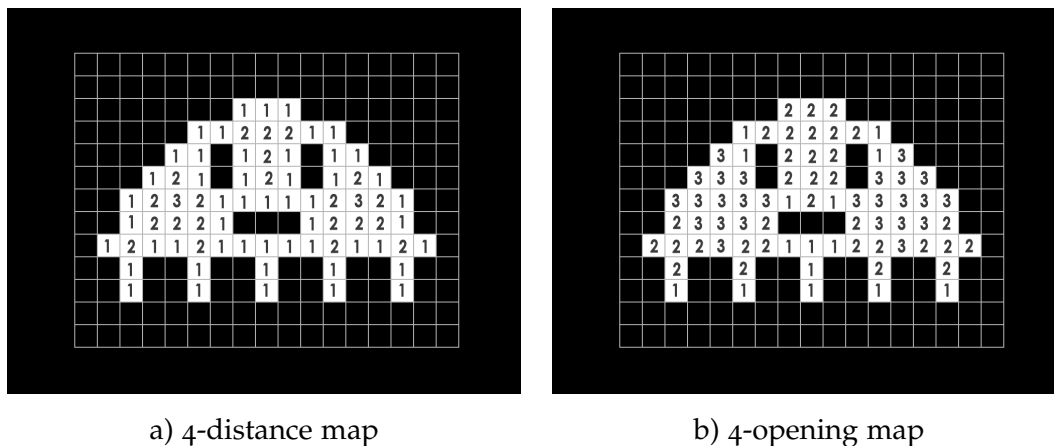 1 1 1
1 1 2 2 2 1 1
1 1 1 2 1 1 1
1 2 1 1 2 1 1 2 1
1 2 3 2 1 1 1 1 1 2 3 2 1
1 2 2 2 1 1 2 2 2 1
1 2 1 1 2 1 1 1 1 1 2 1 1 2 1
1 1 1 1 1
1 1 1 1 1
a) 4-distance map
2 2 2
1 2 2 2 2 2 1
3 1 2 2 2 1 3
3 3 3 2 2 2 3 3 3
3 3 3 3 3 1 2 1 3 3 3 3 3
2 3 3 3 3 2 3 3 3 2
2 2 2 3 2 2 1 1 1 2 2 3 2 2 2
2 2 1 2 2
1 1 1 1 1
b) 4-opening map